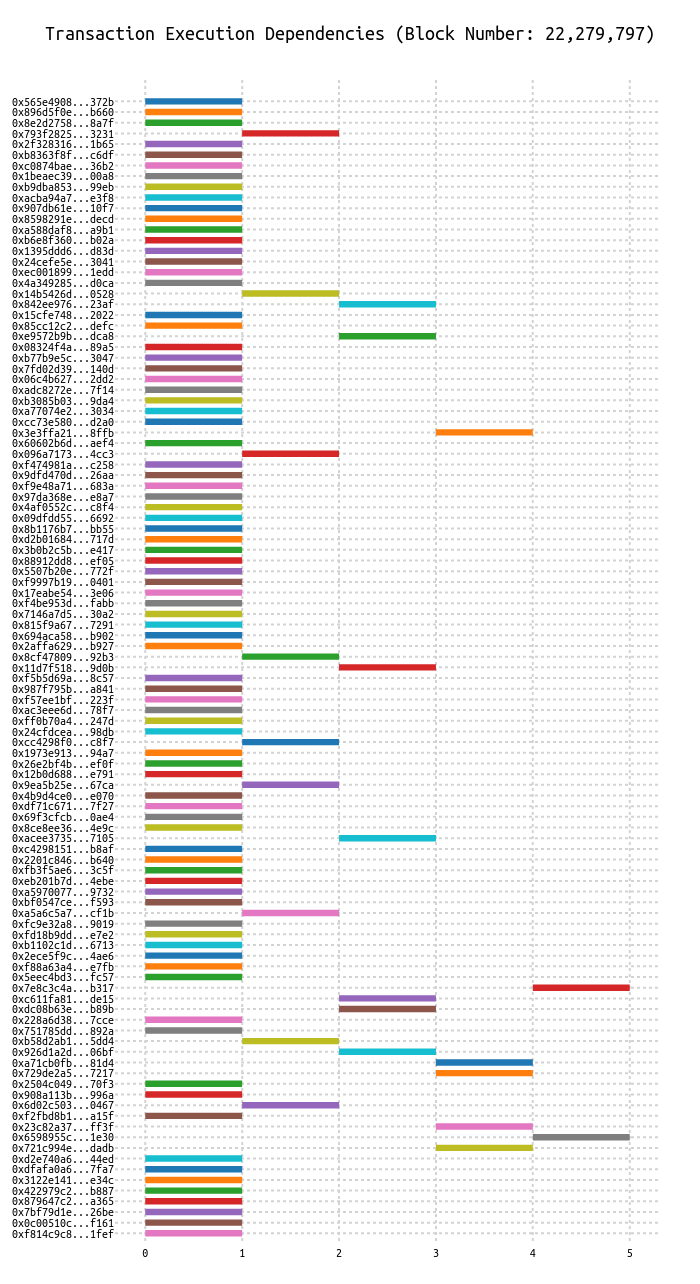 Transaction Execution Dependencies (Block Number: 22,279,797)
0x565e4908...372b
0x896d5f0e...b660
0x8e2d2758...8a7f
0x793f2825...3231
0x2f328316...1b65
0xb8363f8f...c6df
0xc0874bae...36b2
0x1beaec39...00a8
0xb9dba853...99eb
0xacba94a7...e3f8
0x907db61e...10f7
0x8598291e...decd
0xa588daf8...a9b1
0xb6e8f360...b02a
0x1395ddd6...d83d
0x24cefe5e...3041
0xec001899...1edd
0x4a349285...d0ca
0x14b5426d...0528
0x842ee976...23af
0x15cfe748...2022
0x85cc12c2...defc
0xe9572b9b...dca8
0x08324f4a...89a5
0xb77b9e5c...3047
0x7fd02d39...140d
0x06c4b627...2dd2
0xadc8272e...7f14
0xb3085b03...9da4
0xa77074e2...3034
0xcc73e580...d2a0
0x3e3ffa21...8ffb
0x60602b6d...aef4
0x096a7173...4cc3
0xf474981a...c258
0x9dfd470d...26aa
0xf9e48a71...683a
0x97da368e...e8a7
0x4af0552c...c8f4
0x09dfdd55...6692
0x8b1176b7...bb55
0xd2b01684...717d
0x3b0b2c5b...e417
0x88912dd8...ef05
0x5507b20e...772f
0xf9997b19...0401
0x17eabe54...3e06
0xf4be953d...fabb
0x7146a7d5...30a2
0x815f9a67...7291
0x694aca58...b902
0x2affa629...b927
0x8cf47809...92b3
0x11d7f518...9d0b
0xf5b5d69a...8c57
0x987f795b...a841
0xf57ee1bf...223f
0xac3eee6d...78f7
0xff0b70a4...247d
0x24cfdcea...98db
0xcc4298f0...c8f7
0x1973e913...94a7
0x26e2bf4b...ef0f
0x12b0d688...e791
0x9ea5b25e...67ca
0x4b9d4ce0...e070
0xdf71c671...7f27
0x69f3cfcb...0ae4
0x8ce8ee36...4e9c
0xacee3735...7105
0xc4298151...b8af
0x2201c846...b640
0xfb3f5ae6...3c5f
0xeb201b7d...4ebe
0xa5970077...9732
0xbf0547ce...f593
0xa5a6c5a7...cf1b
0xfc9e32a8...9019
0xfd18b9dd...e7e2
0xb1102c1d...6713
0x2ece5f9c...4ae6
0xf88a63a4...e7fb
0x5eec4bd3...fc57
0x7e8c3c4a...b317
0xc611fa81...de15
0xdc08b63e...b89b
0x228a6d38...7cce
0x751785dd...892a
0xb58d2ab1...5dd4
0x926d1a2d...06bf
0xa71cb0fb...81d4
0x729de2a5...7217
0x2504c049...70f3
0x908a113b...996a
0x6d02c503...0467
0xf2fbd8b1...a15f
0x23c82a37...ff3f
0x6598955c...1e30
0x721c994e...dadb
0xd2e740a6...44ed
0xdfafa0a6...7fa7
0x3122e141...e34c
0x422979c2...b887
0x879647c2...a365
0x7bf79d1e...26be
0x0c00510c...f161
0xf814c9c8...1fef
0 1 2 3 4 5